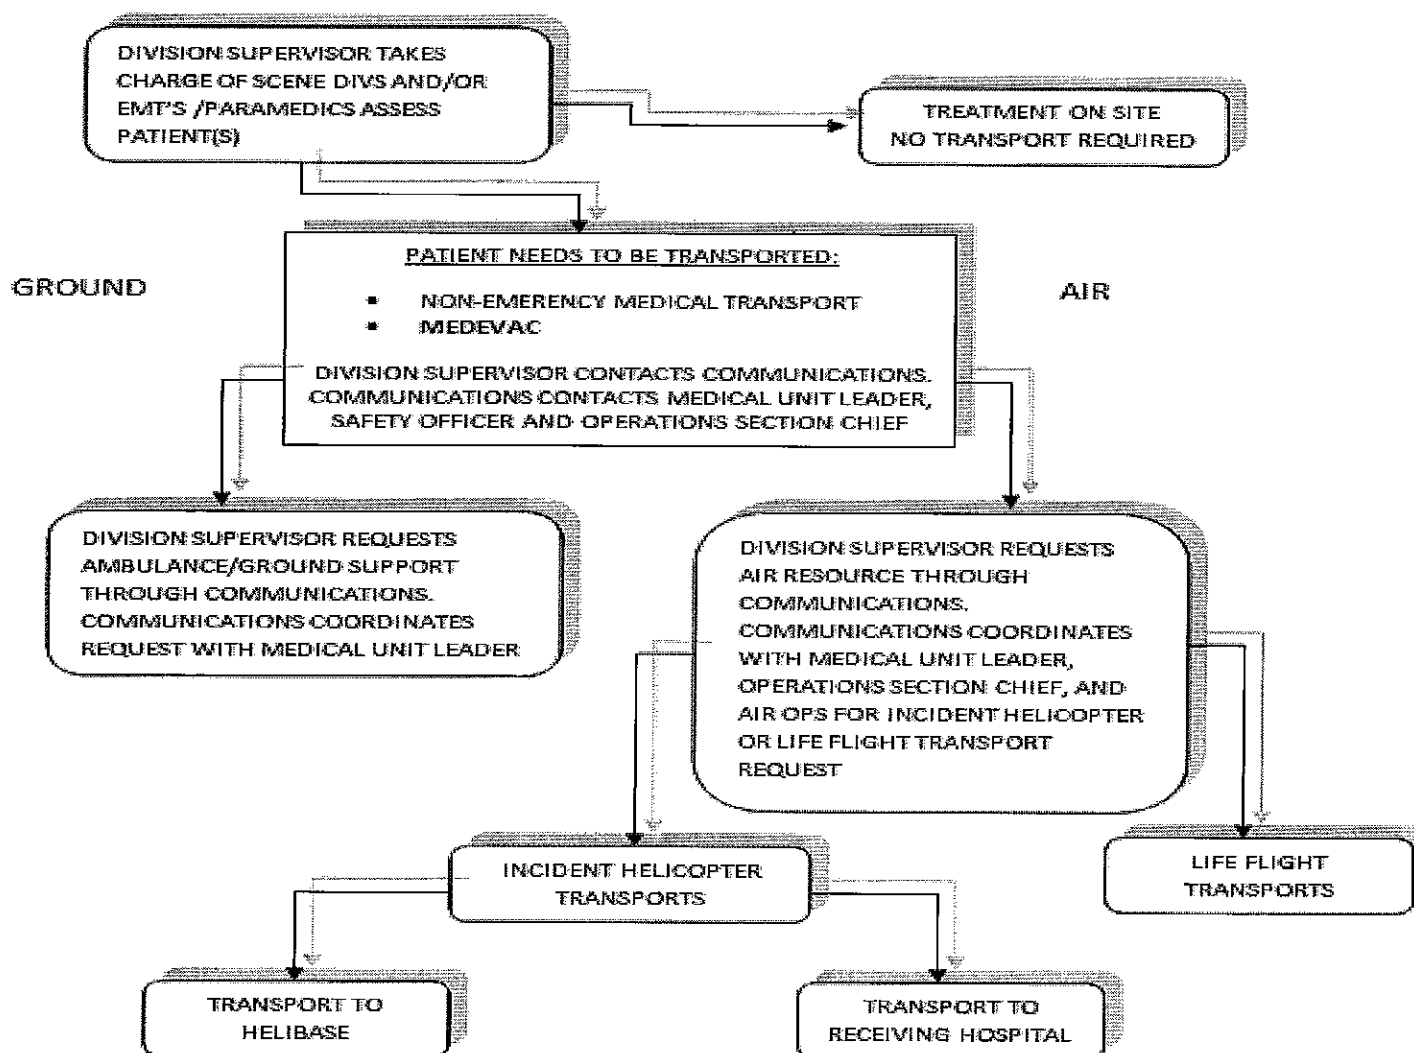 DIVISION SUPERVISOR TAKES
CHARGE OF SCENE DIVS AND/OR
EMT'S /PARAMEDICS ASSESS
PATIENT(S)
TREATMENT ON SITE
NO TRANSPORT REQUIRED
GROUND
PATIENT NEEDS TO BE TRANSPORTED:
▪ NON-EMERENCY MEDICAL TRANSPORT
▪ MEDEVAC
DIVISION SUPERVISOR CONTACTS COMMUNICATIONS.
COMMUNICATIONS CONTACTS MEDICAL UNIT LEADER,
SAFETY OFFICER AND OPERATIONS SECTION CHIEF
AIR
DIVISION SUPERVISOR REQUESTS
AMBULANCE/GROUND SUPPORT
THROUGH COMMUNICATIONS.
COMMUNICATIONS COORDINATES
REQUEST WITH MEDICAL UNIT LEADER
DIVISION SUPERVISOR REQUESTS
AIR RESOURCE THROUGH
COMMUNICATIONS.
COMMUNICATIONS COORDINATES
WITH MEDICAL UNIT LEADER,
OPERATIONS SECTION CHIEF, AND
AIR OPS FOR INCIDENT HELICOPTER
OR LIFE FLIGHT TRANSPORT
REQUEST
INCIDENT HELICOPTER
TRANSPORTS
LIFE FLIGHT
TRANSPORTS
TRANSPORT TO
HELIBASE
TRANSPORT TO
RECEIVING HOSPITAL